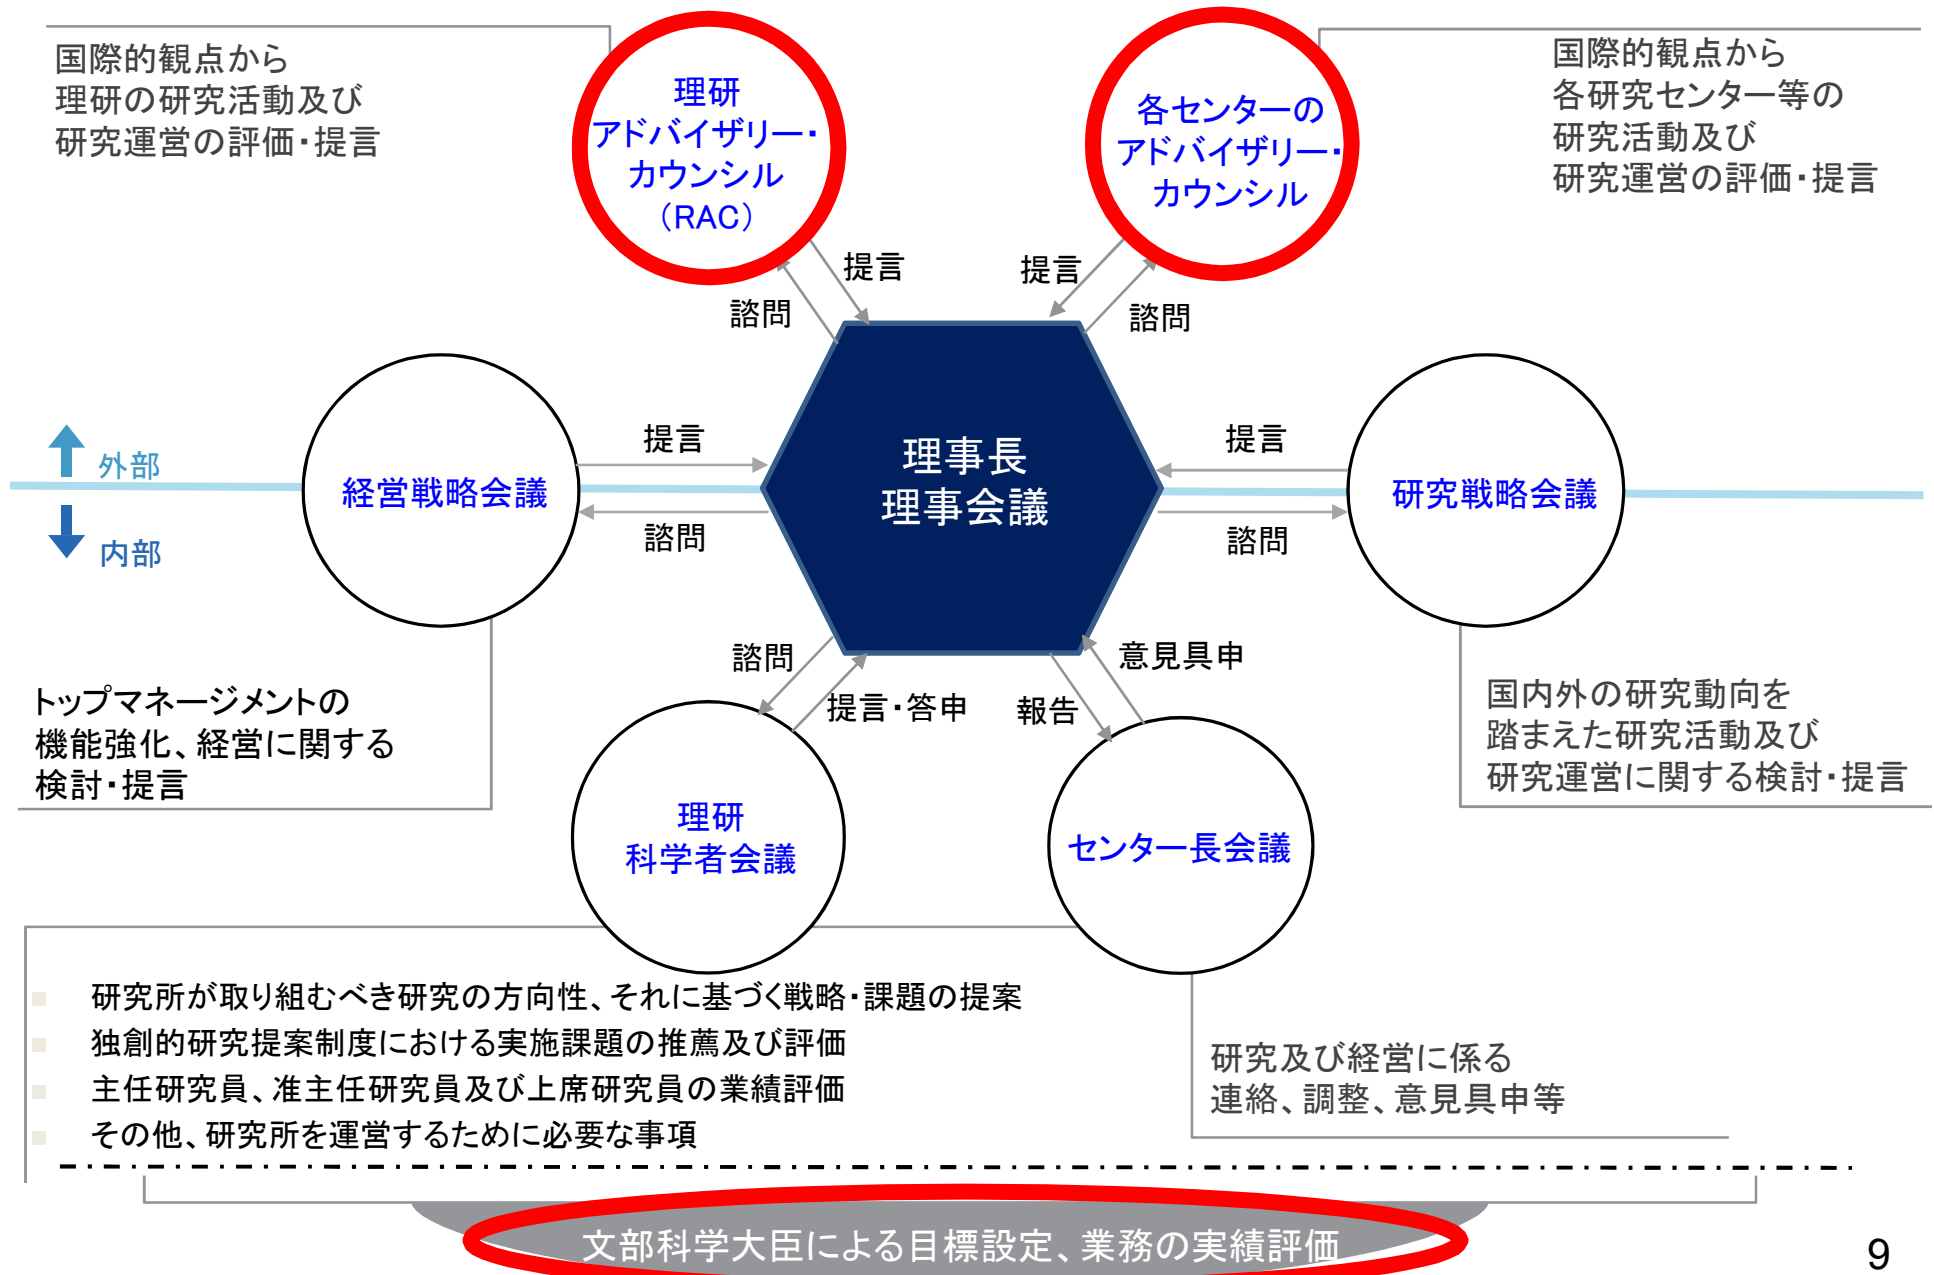 国際的観点から
理研の研究活動及び
研究運営の評価・提言
理研
アドバイザリー・
カウンシル
（RAC）
各センターの
アドバイザリー・
カウンシル
国際的観点から
各研究センター等の
研究活動及び
研究運営の評価・提言
提言
諮問
提言
諮問
外部
内部
経営戦略会議
提言
諮問
理事長
理事会議
提言
諮問
研究戦略会議
トップマネージメントの
機能強化、経営に関する
検討・提言
諮問
提言・答申
意見具申
報告
国内外の研究動向を
踏まえた研究活動及び
研究運営に関する検討・提言
理研
科学者会議
センター長会議
研究所が取り組むべき研究の方向性、それに基づく戦略・課題の提案
独創的研究提案制度における実施課題の推薦及び評価
主任研究員、准主任研究員及び上席研究員の業績評価
その他、研究所を運営するために必要な事項
研究及び経営に係る
連絡、調整、意見具申等
文部科学大臣による目標設定、業務の実績評価
9